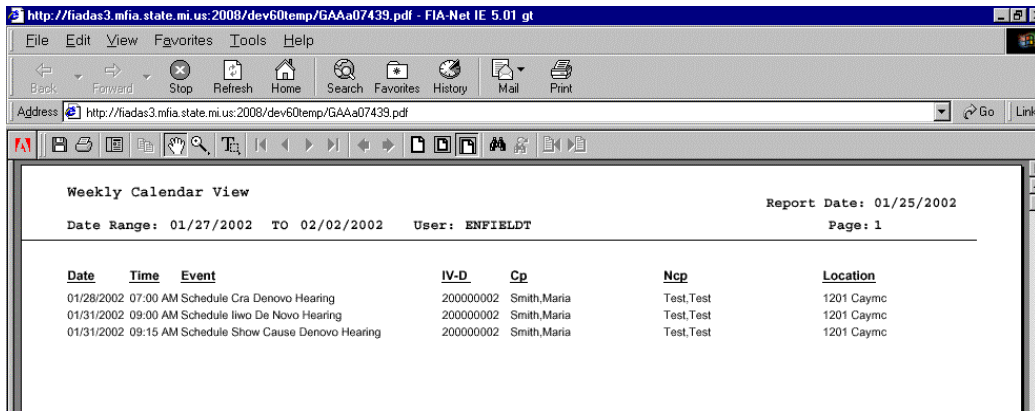 http://fiadas3.mfia.state.mi.us:2008/dev60temp/GAAa07439.pdf - FIA-Net IE 5.01 gt
File Edit View Favorites Tools Help
Back Forward Stop Refresh Home Search Favorites History Mail Print
Address http://fiadas3.mfia.state.mi.us:2008/dev60temp/GAAa07439.pdf Go Link
Weekly Calendar View
Report Date: 01/25/2002
Date Range: 01/27/2002 TO 02/02/2002 User: ENFIELDT Page: 1
Date Time Event IV-D Cp Ncp Location
01/28/2002 07:00 AM Schedule Cra Denovo Hearing 200000002 Smith,Maria Test,Test 1201 Caymc
01/31/2002 09:00 AM Schedule Iiwo De Novo Hearing 200000002 Smith,Maria Test,Test 1201 Caymc
01/31/2002 09:15 AM Schedule Show Cause Denovo Hearing 200000002 Smith,Maria Test,Test 1201 Caymc